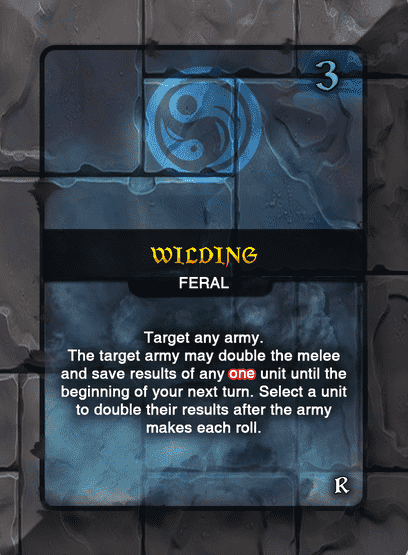 3
WILDING
FERAL
Target any army.
The target army may double the melee
and save results of any one unit until the
beginning of your next turn. Select a unit
to double their results after the army
makes each roll.
R